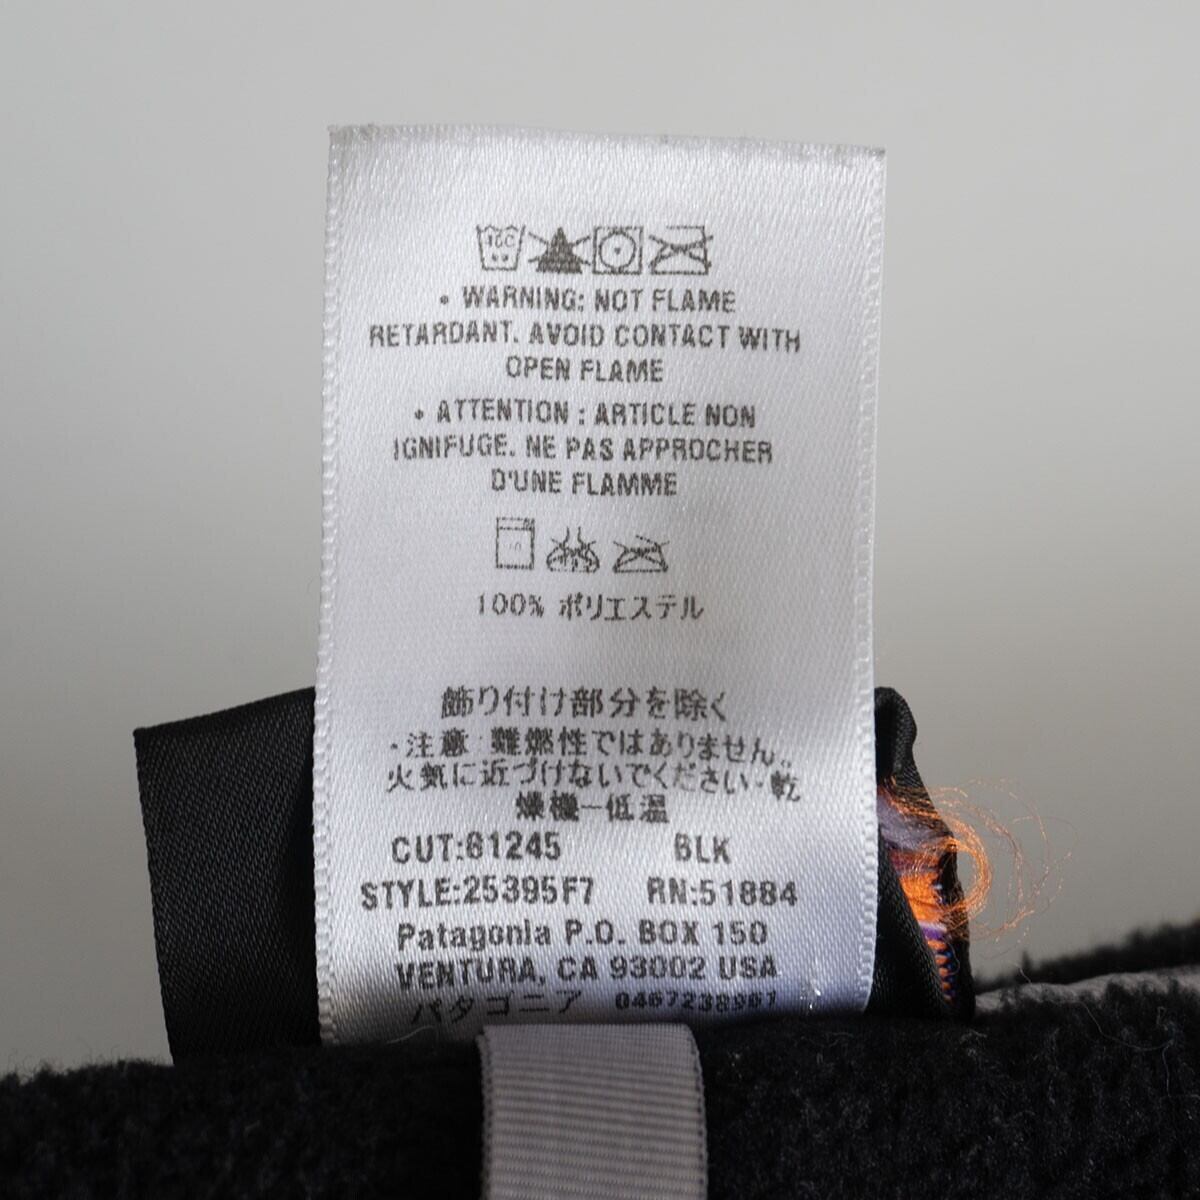 • WARNING: NOT FLAME
RETARDANT. AVOID CONTACT WITH
OPEN FLAME
• ATTENTION : ARTICLE NON
IGNIFUGE. NE PAS APPROCHER
D'UNE FLAMME
100% ポリエステル
飾り付け部分を除く
・注意 難燃性ではありません。
火気に近づけないでください・乾
燥機ー低温
CUT:61245 BLK
STYLE:25395F7 RN:51884
Patagonia P.O. BOX 150
VENTURA, CA 93002 USA
パタゴニア 0467238961